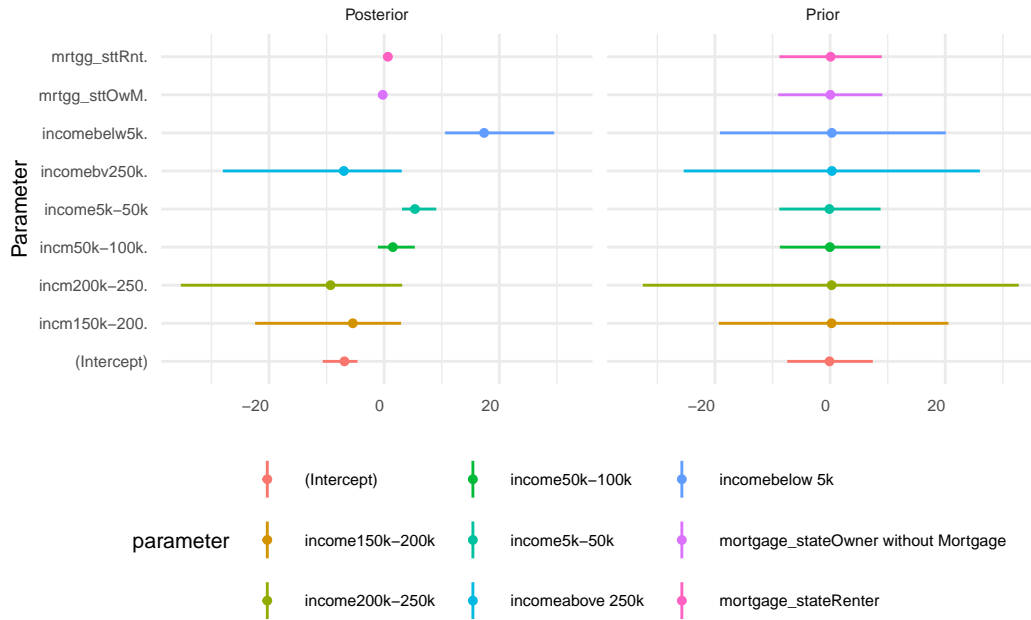 Posterior Prior
Parameter
mrtgg_sttRnt.
mrtgg_sttOwM.
incomebelw5k.
incomebv250k.
income5k−50k
incm50k−100k.
incm200k−250.
incm150k−200.
(Intercept)
−20 0 20 −20 0 20
parameter
(Intercept) income50k−100k incomebelow 5k
income150k−200k income5k−50k mortgage_stateOwner without Mortgage
income200k−250k incomeabove 250k mortgage_stateRenter